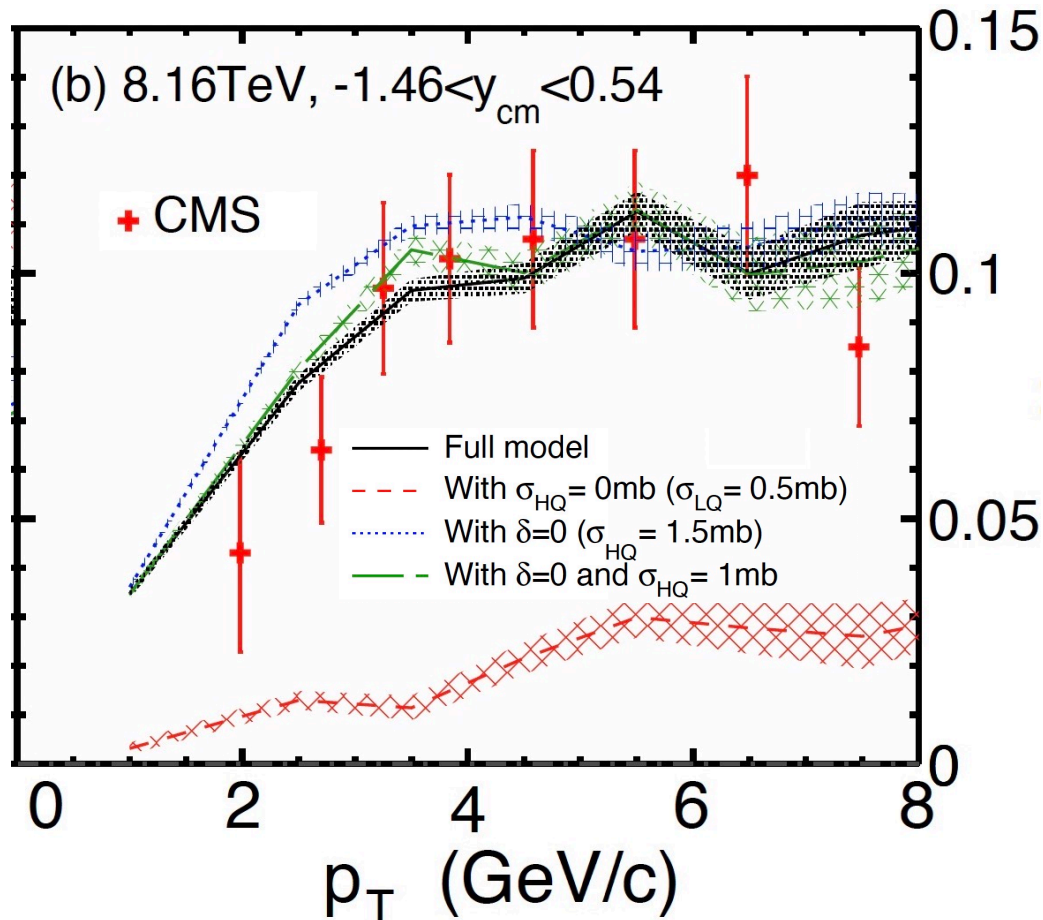 (b) 8.16TeV, -1.46<y_cm<0.54
CMS
Full model
With σ_HQ= 0mb (σ_LQ= 0.5mb)
With δ=0 (σ_HQ= 1.5mb)
With δ=0 and σ_HQ= 1mb
0.15
0.1
0.05
0
0 2 4 6 8
p_T (GeV/c)